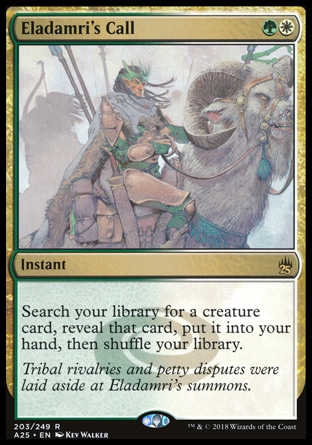 Eladamri's Call
Instant
25
Search your library for a creature
card, reveal that card, put it into your
hand, then shuffle your library.
Tribal rivalries and petty disputes were
laid aside at Eladamri's summons.
203/249 R
A25 • EN Kev Walker
™ & © 2018 Wizards of the Coast